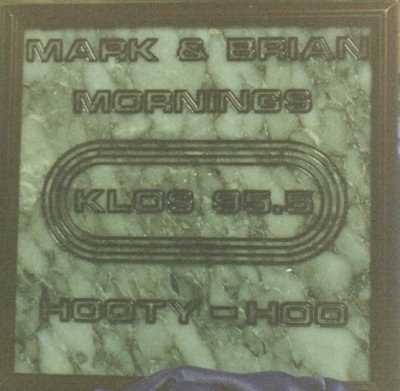 MARK & BRIAN
MORNINGS
KLOS 95.5
HOOTY-HOO